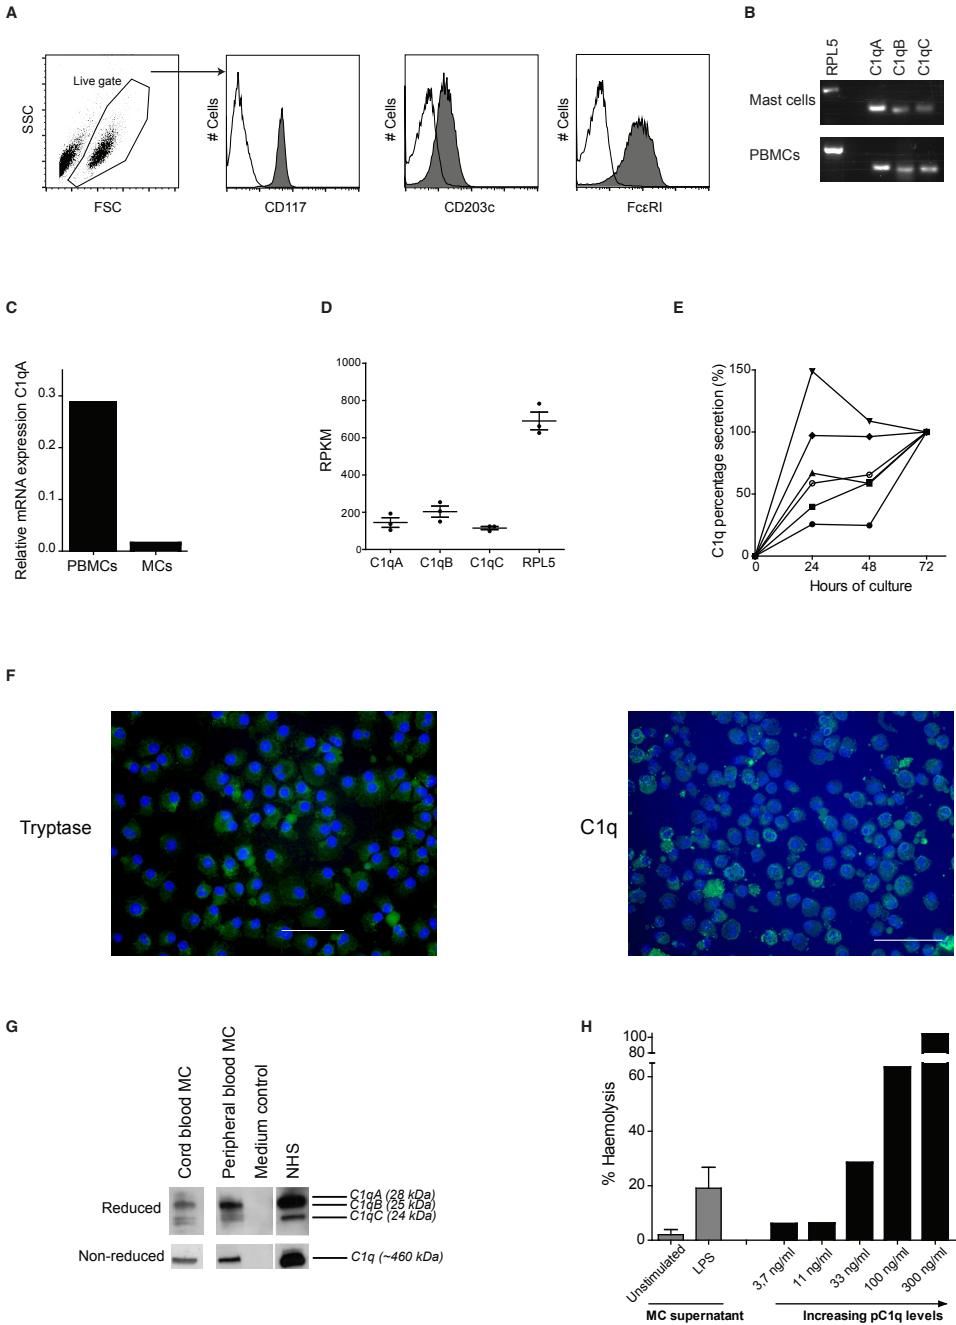 A
SSC
Live gate
FSC
# Cells
CD117
# Cells
CD203c
# Cells
FcεRI
B
RPL5
C1qA
C1qB
C1qC
Mast cells
PBMCs
C
Relative mRNA expression C1qA
0.3
0.2
0.1
0.0
PBMCs
MCs
D
RPKM
1000
800
600
400
200
0
C1qA
C1qB
C1qC
RPL5
E
C1q percentage secretion (%)
150
100
50
0
0
24
48
72
Hours of culture
F
Tryptase
C1q
G
Cord blood MC
Peripheral blood MC
Medium control
NHS
Reduced
C1qA (28 kDa)
C1qB (25 kDa)
C1qC (24 kDa)
Non-reduced
C1q (~460 kDa)
H
% Haemolysis
100
80
60
40
20
0
Unstimulated
LPS
3,7 ng/ml
11 ng/ml
33 ng/ml
100 ng/ml
300 ng/ml
MC supernatant
Increasing pC1q levels